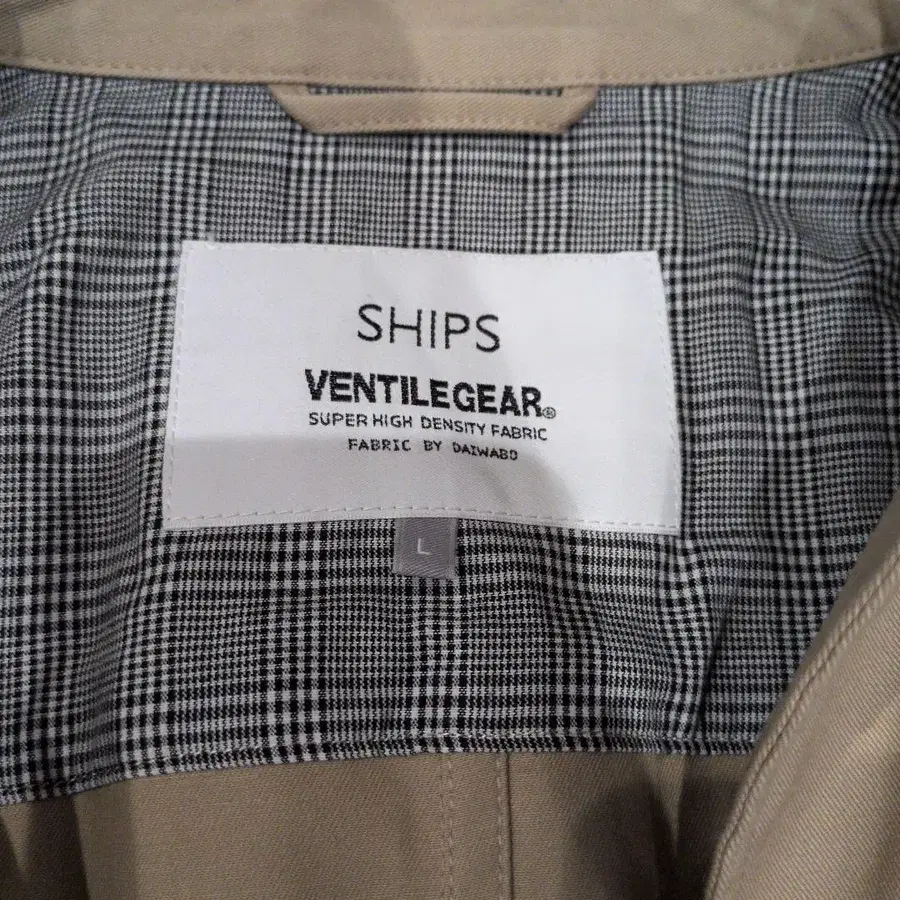 SHIPS
VENTILEGEAR®
SUPER HIGH DENSITY FABRIC
FABRIC BY DAIWABO
L